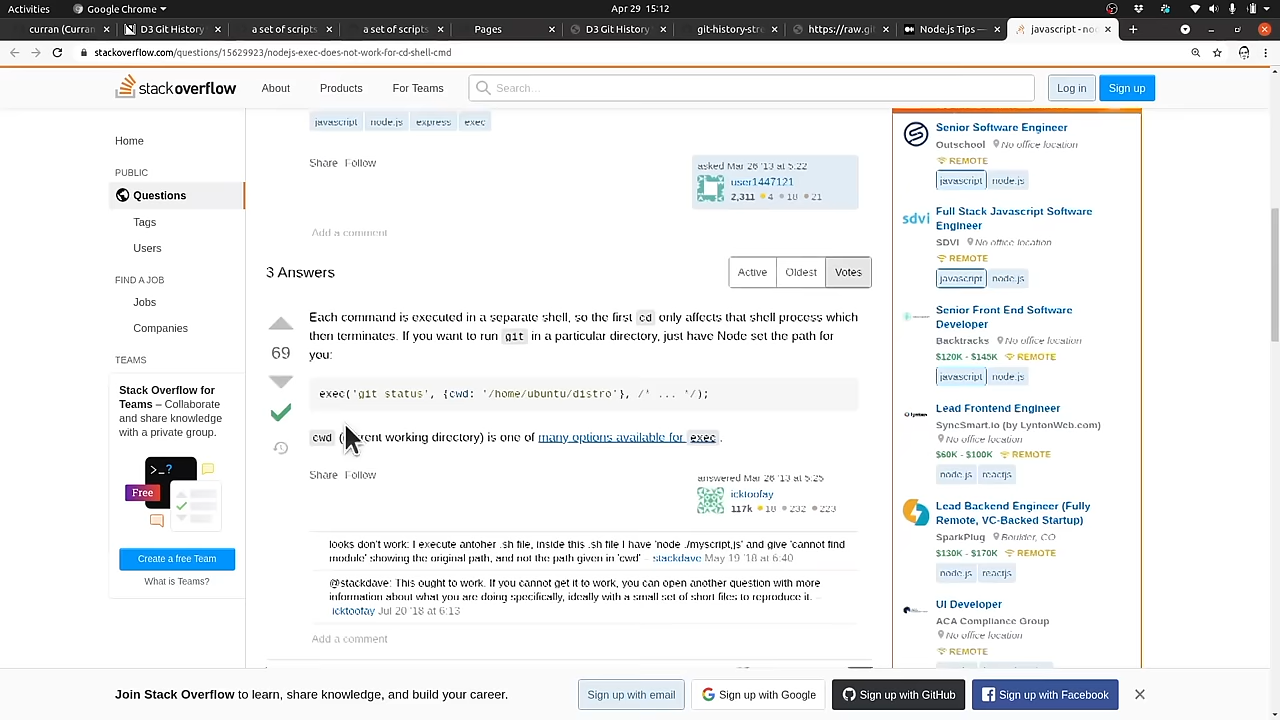 Activities
Google Chrome
Apr 29 15:12
curran (Curran
D3 Git History
a set of scripts
set of scripts
Pages
D3 Git History
git-history-stre
https://raw.git
Node.js Tips —
javascript - nod
stackoverflow.com/questions/15629923/nodejs-exec-does-not-work-for-cd-shell-cmd
stackoverflow
About
Products
For Teams
Search...
Log in
Sign up
Home
PUBLIC
Questions
Tags
Users
FIND A JOB
Jobs
Companies
TEAMS
Stack Overflow for
Teams – Collaborate
and share knowledge
with a private group.
>_?
Free
Create a free Team
What is Teams?
javascript node.js express exec
Share Follow
asked Mar 26 '13 at 5:22
user1447121
2,311 4 18 21
Add a comment
3 Answers
Active Oldest Votes
69
Each command is executed in a separate shell, so the first cd only affects that shell process which
then terminates. If you want to run git in a particular directory, just have Node set the path for
you:
exec('git status', {cwd: '/home/ubuntu/distro'}, /* ... */);
cwd (rent working directory) is one of many options available for exec.
Share Follow
answered Mar 26 '13 at 5:25
icktoofay
117k 18 232 223
looks don't work: I execute antother .sh file, inside this .sh file I have 'node ./myscript.js' and give 'cannot find
of' showing the original path, and not the path given in 'cwd' – stackdave May 19 '18 at 6:40
@stackdave: This ought to work. If you cannot get it to work, you can open another question with more
information about what you are doing specifically, ideally with a small set of short files to reproduce it. –
icktoofay Jul 20 '18 at 6:13
Add a comment
Senior Software Engineer
Outschool No office location
REMOTE
javascript node.js
sdvi
Full Stack Javascript Software
Engineer
SDVI No office location
REMOTE
javascript node.js
Senior Front End Software
Developer
Backtracks No office location
$120K - $145K REMOTE
javascript node.js
Lead Frontend Engineer
SyncSmart.io (by LyntonWeb.com)
No office location
$60K - $100K REMOTE
node.js reactjs
Lead Backend Engineer (Fully
Remote, VC-Backed Startup)
SparkPlug Boulder, CO
$130K - $170K REMOTE
node.js reactjs
UI Developer
ACA Compliance Group
No office location
REMOTE
Join Stack Overflow to learn, share knowledge, and build your career.
Sign up with email
Sign up with Google
Sign up with GitHub
Sign up with Facebook